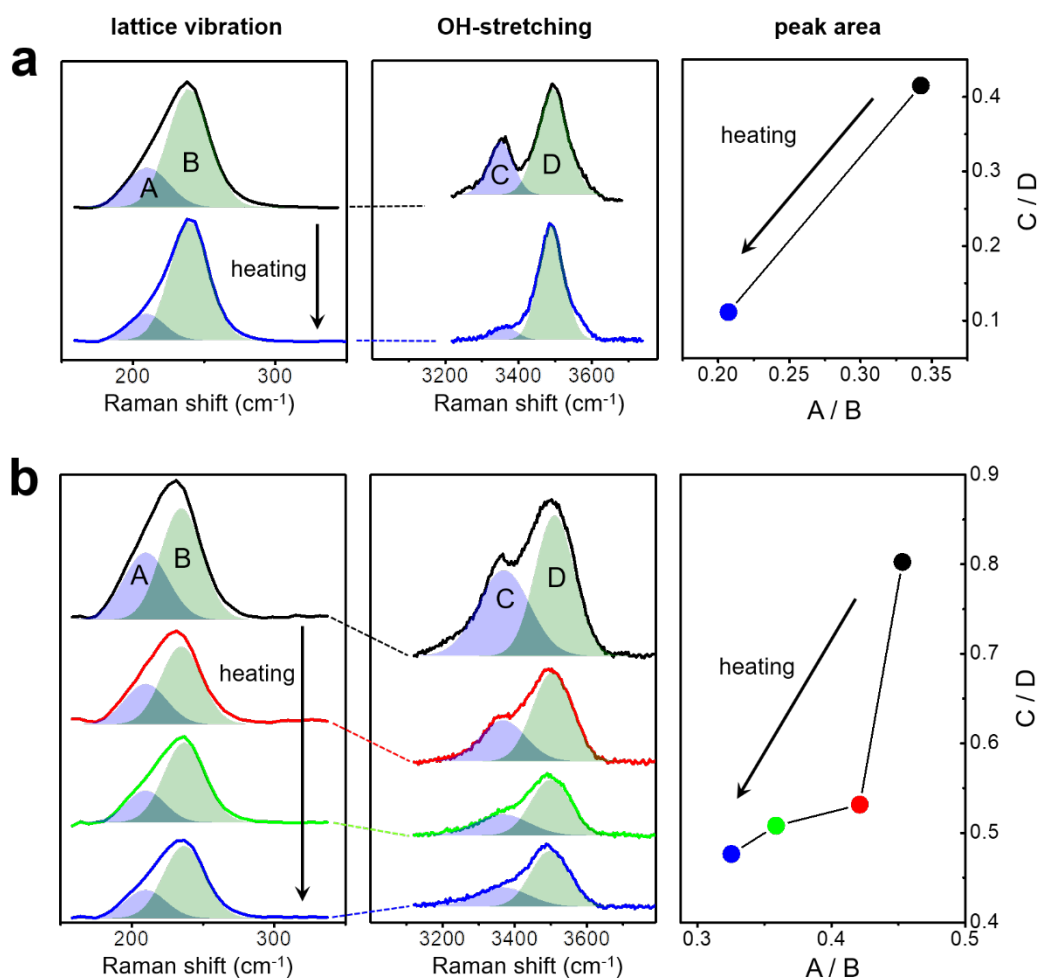 lattice vibration OH-stretching peak area
a
A
B
heating
200 300
Raman shift (cm-1)
C
D
3200 3400 3600
Raman shift (cm-1)
heating
0.4
0.3
0.2
0.1
C / D
0.20 0.25 0.30 0.35
A / B
b
A
B
heating
200 300
Raman shift (cm-1)
C
D
3200 3400 3600
Raman shift (cm-1)
heating
0.9
0.8
0.7
0.6
0.5
0.4
C / D
0.3 0.4 0.5
A / B